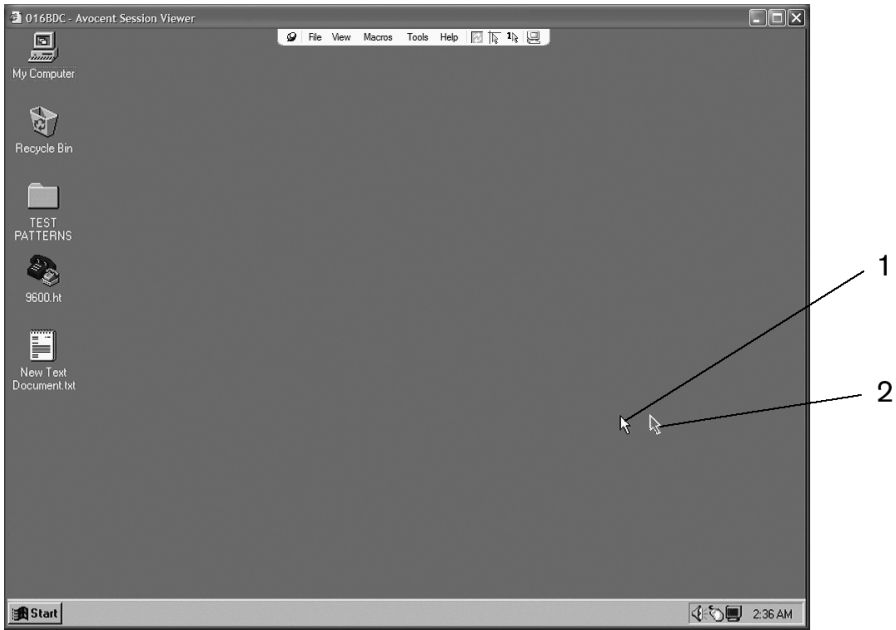 016BDC - Avocent Session Viewer
File View Macros Tools Help 1
My Computer
Recycle Bin
TEST
PATTERNS
9600.ht
New Text
Document.txt
1
2
Start
2:36 AM